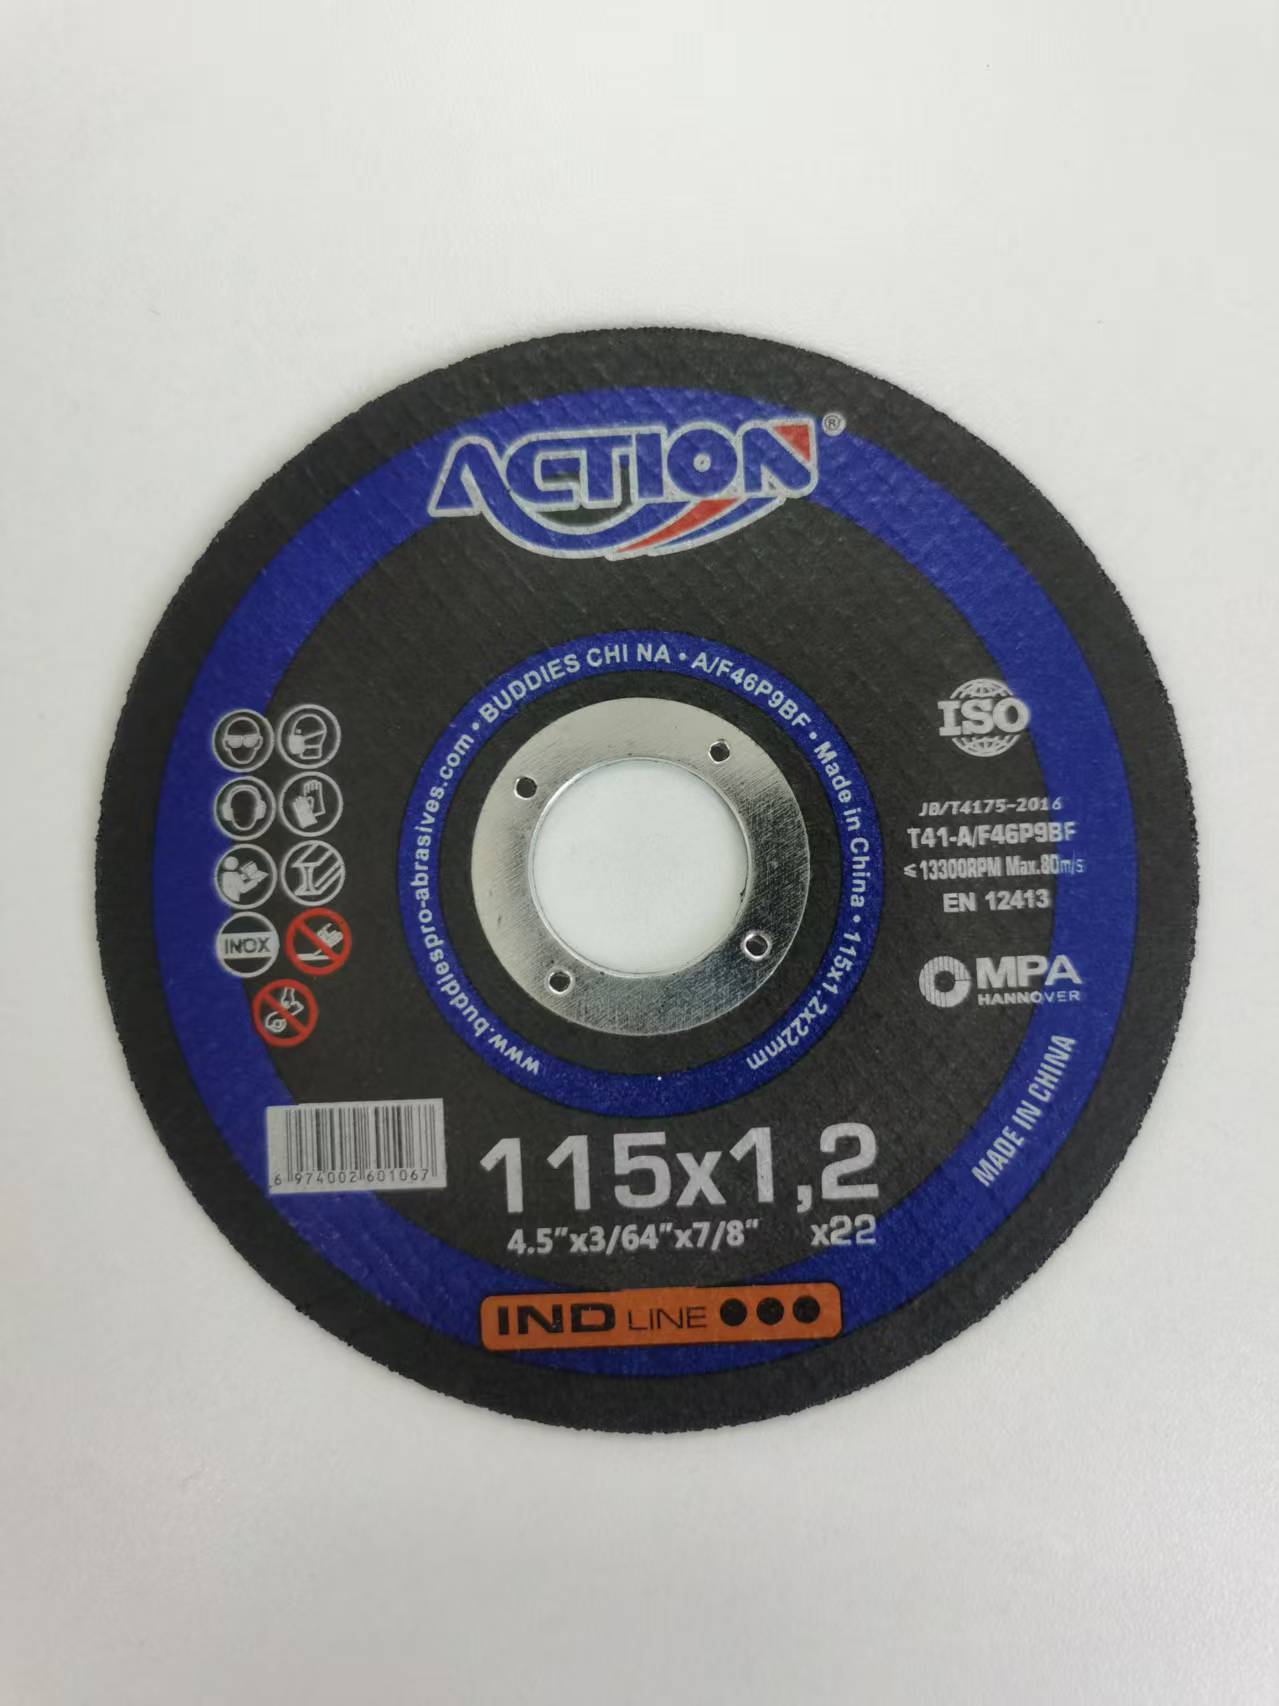 ACTION®
www.buddiespro-abrasives.com • BUDDIES CHI NA • A/F46P9BF • Made in China • 115x1.2x22mm
ISO
JB/T4175-2016
T41-A/F46P9BF
≤13300RPM Max.80m/s
EN 12413
INOX
MPA
HANNOVER
MADE IN CHINA
6 974002 601067
115x1,2
4.5"x3/64"x7/8" x22
IND LINE